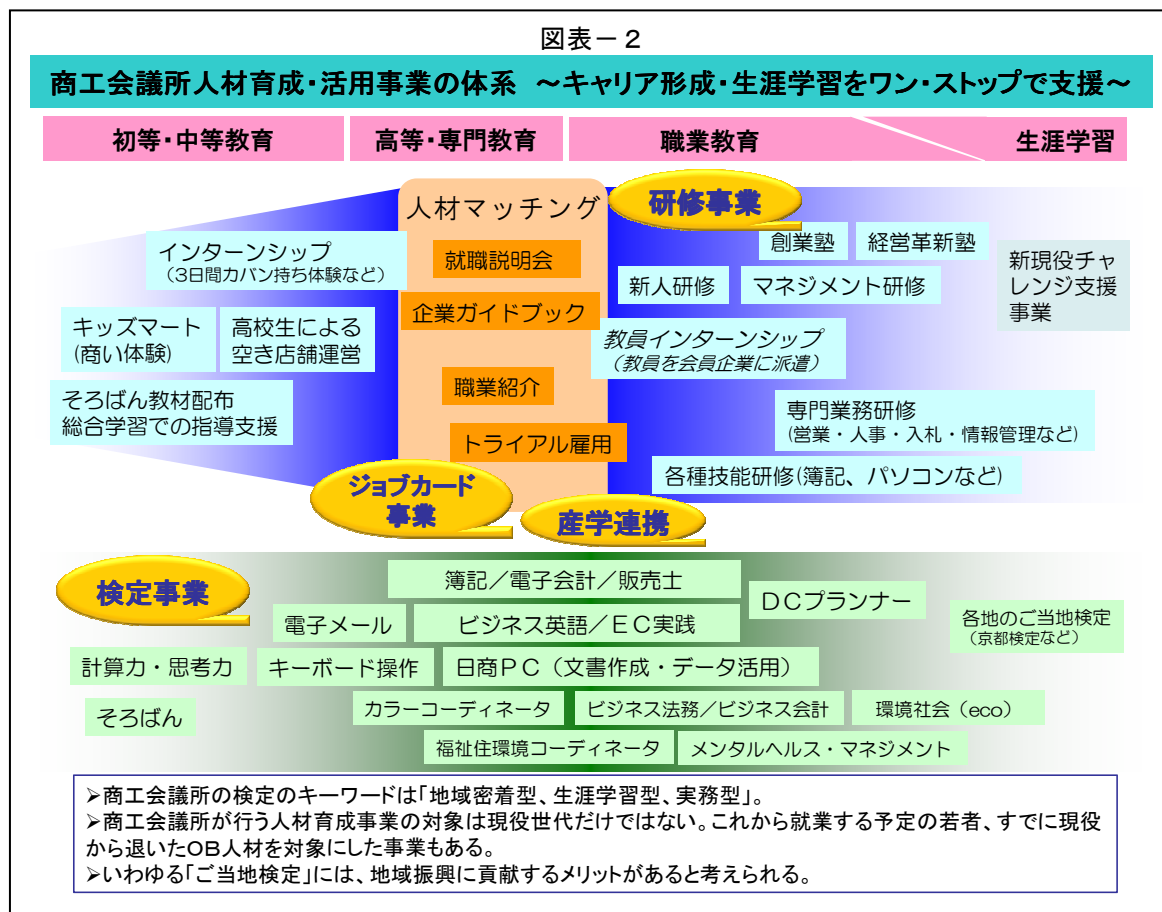 図表－２
商工会議所人材育成・活用事業の体系　～キャリア形成・生涯学習をワン・ストップで支援～
初等・中等教育
高等・専門教育
職業教育
生涯学習
人材マッチング
研修事業
インターンシップ
（3日間カバン持ち体験など）
就職説明会
創業塾
経営革新塾
新現役チャ
レンジ支援
事業
新人研修
マネジメント研修
企業ガイドブック
キッズマート
(商い体験)
高校生による
空き店舗運営
教員インターンシップ
（教員を会員企業に派遣）
職業紹介
そろばん教材配布
総合学習での指導支援
専門業務研修
(営業・人事・入札・情報管理など)
トライアル雇用
各種技能研修(簿記、パソコンなど)
ジョブカード
事業
産学連携
検定事業
簿記／電子会計／販売士
ＤＣプランナー
電子メール
ビジネス英語／ＥＣ実践
各地のご当地検定
（京都検定など）
計算力・思考力
キーボード操作
日商ＰＣ（文書作成・データ活用）
そろばん
カラーコーディネータ
ビジネス法務／ビジネス会計
環境社会（eco）
福祉住環境コーディネータ
メンタルヘルス・マネジメント
➢商工会議所の検定のキーワードは「地域密着型、生涯学習型、実務型」。
➢商工会議所が行う人材育成事業の対象は現役世代だけではない。これから就業する予定の若者、すでに現役
から退いたＯＢ人材を対象にした事業もある。
➢いわゆる「ご当地検定」には、地域振興に貢献するメリットがあると考えられる。